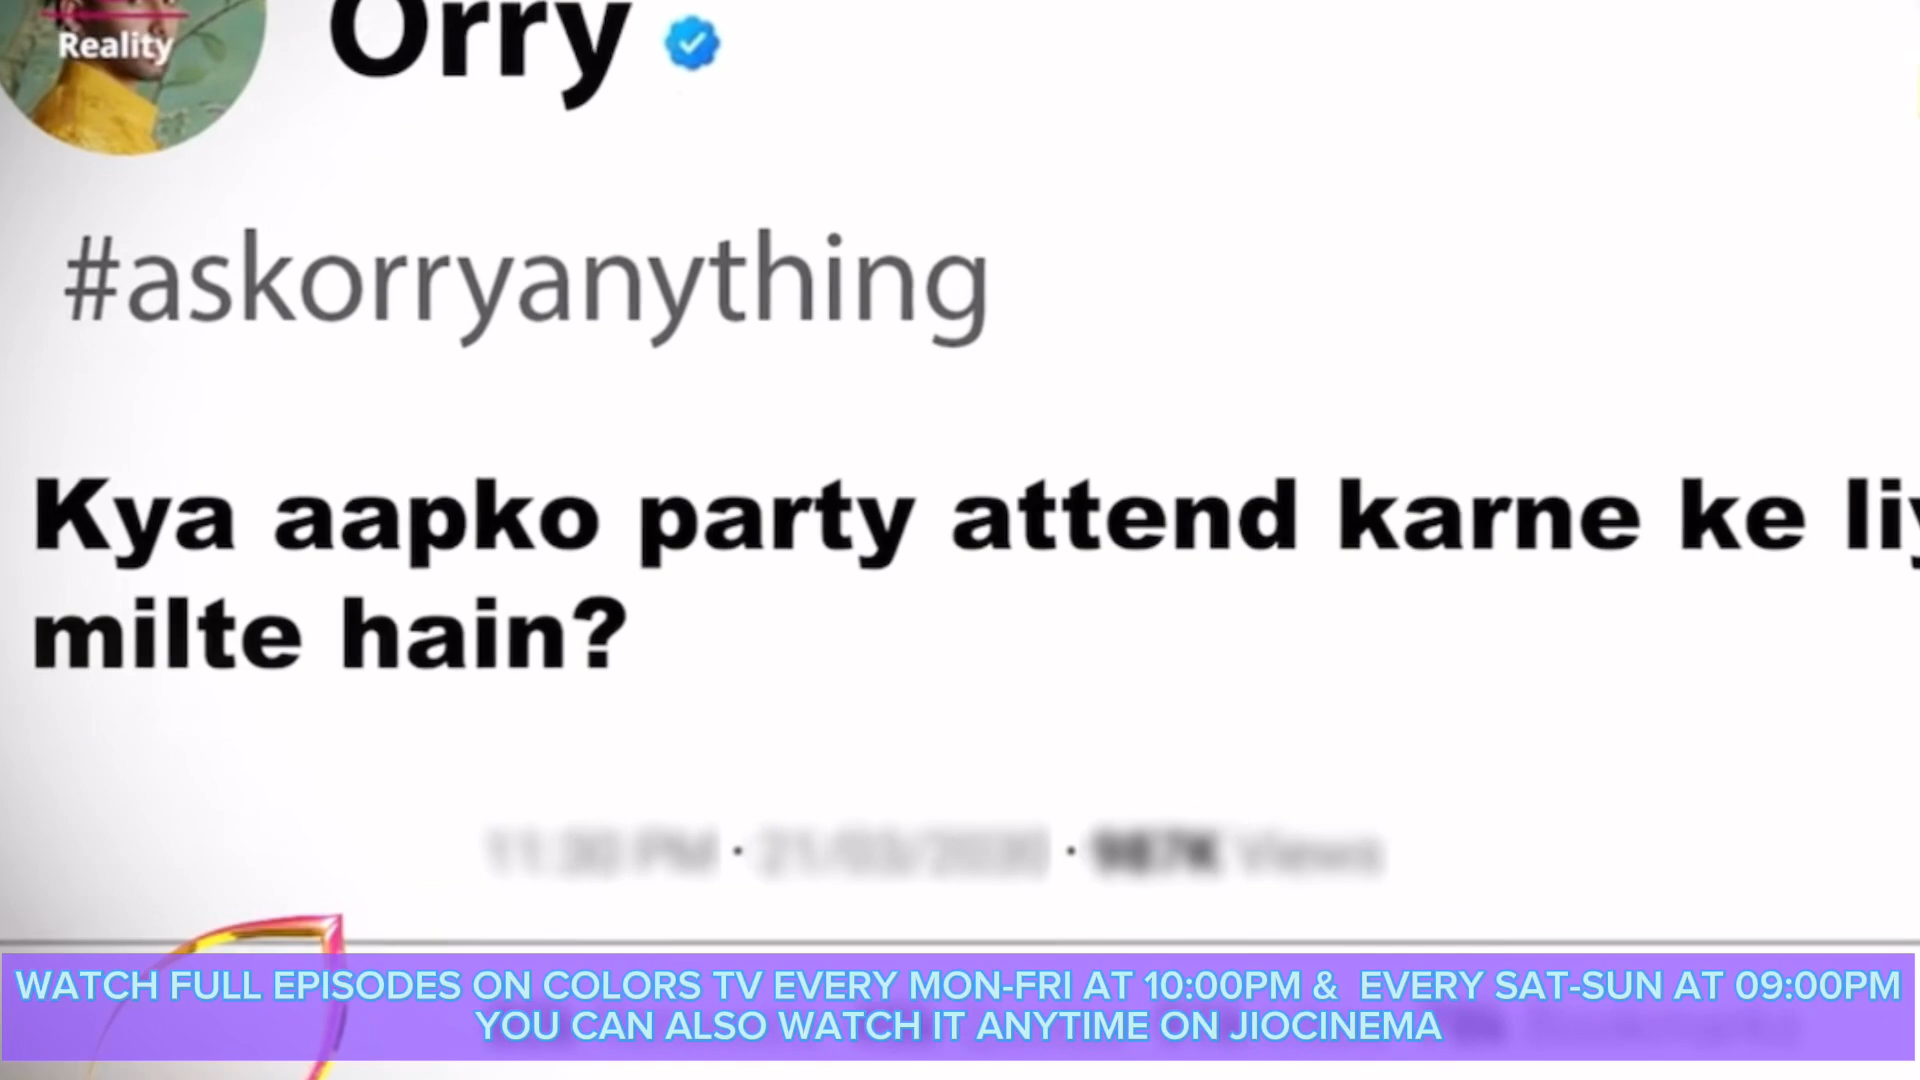 Reality
Orry
#askorryanything
Kya aapko party attend karne ke
milte hain?
WATCH FULL EPISODES ON COLORS TV EVERY MON-FRI AT 10:00PM & EVERY SAT-SUN AT 09:00PM
YOU CAN ALSO WATCH IT ANYTIME ON JIOCINEMA